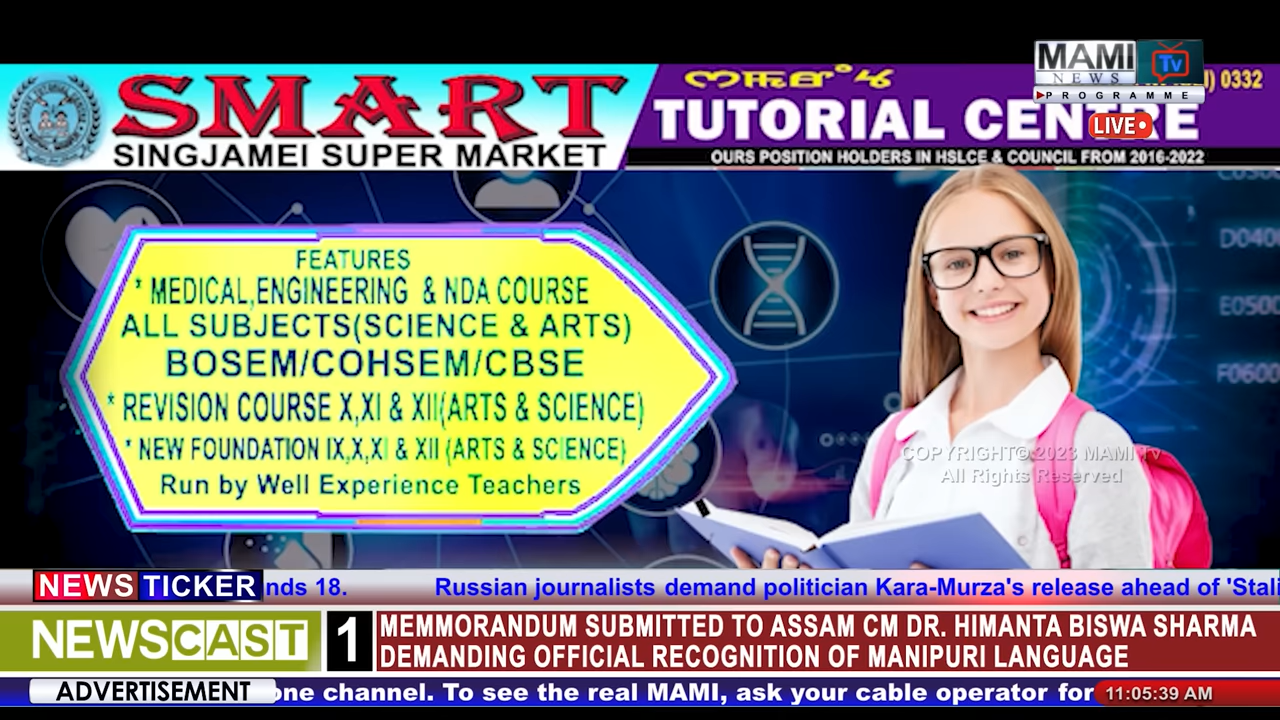 MAMI
NEWS
Tv
PROGRAMME
LIVE
0332
SMART
SINGJAMEI SUPER MARKET
TUTORIAL CENTRE
OURS POSITION HOLDERS IN HSLCE & COUNCIL FROM 2016-2022
FEATURES
* MEDICAL,ENGINEERING & NDA COURSE
ALL SUBJECTS(SCIENCE & ARTS)
BOSEM/COHSEM/CBSE
* REVISION COURSE X,XI & XII(ARTS & SCIENCE)
* NEW FOUNDATION IX,X,XI & XII (ARTS & SCIENCE)
Run by Well Experience Teachers
COPYRIGHT© 2023 MAMI Tv
All Rights Reserved
NEWS TICKER nds 18. Russian journalists demand politician Kara-Murza's release ahead of 'Stal
NEWSCAST 1 MEMMORANDUM SUBMITTED TO ASSAM CM DR. HIMANTA BISWA SHARMA
DEMANDING OFFICIAL RECOGNITION OF MANIPURI LANGUAGE
ADVERTISEMENT one channel. To see the real MAMI, ask your cable operator for 11:05:39 AM